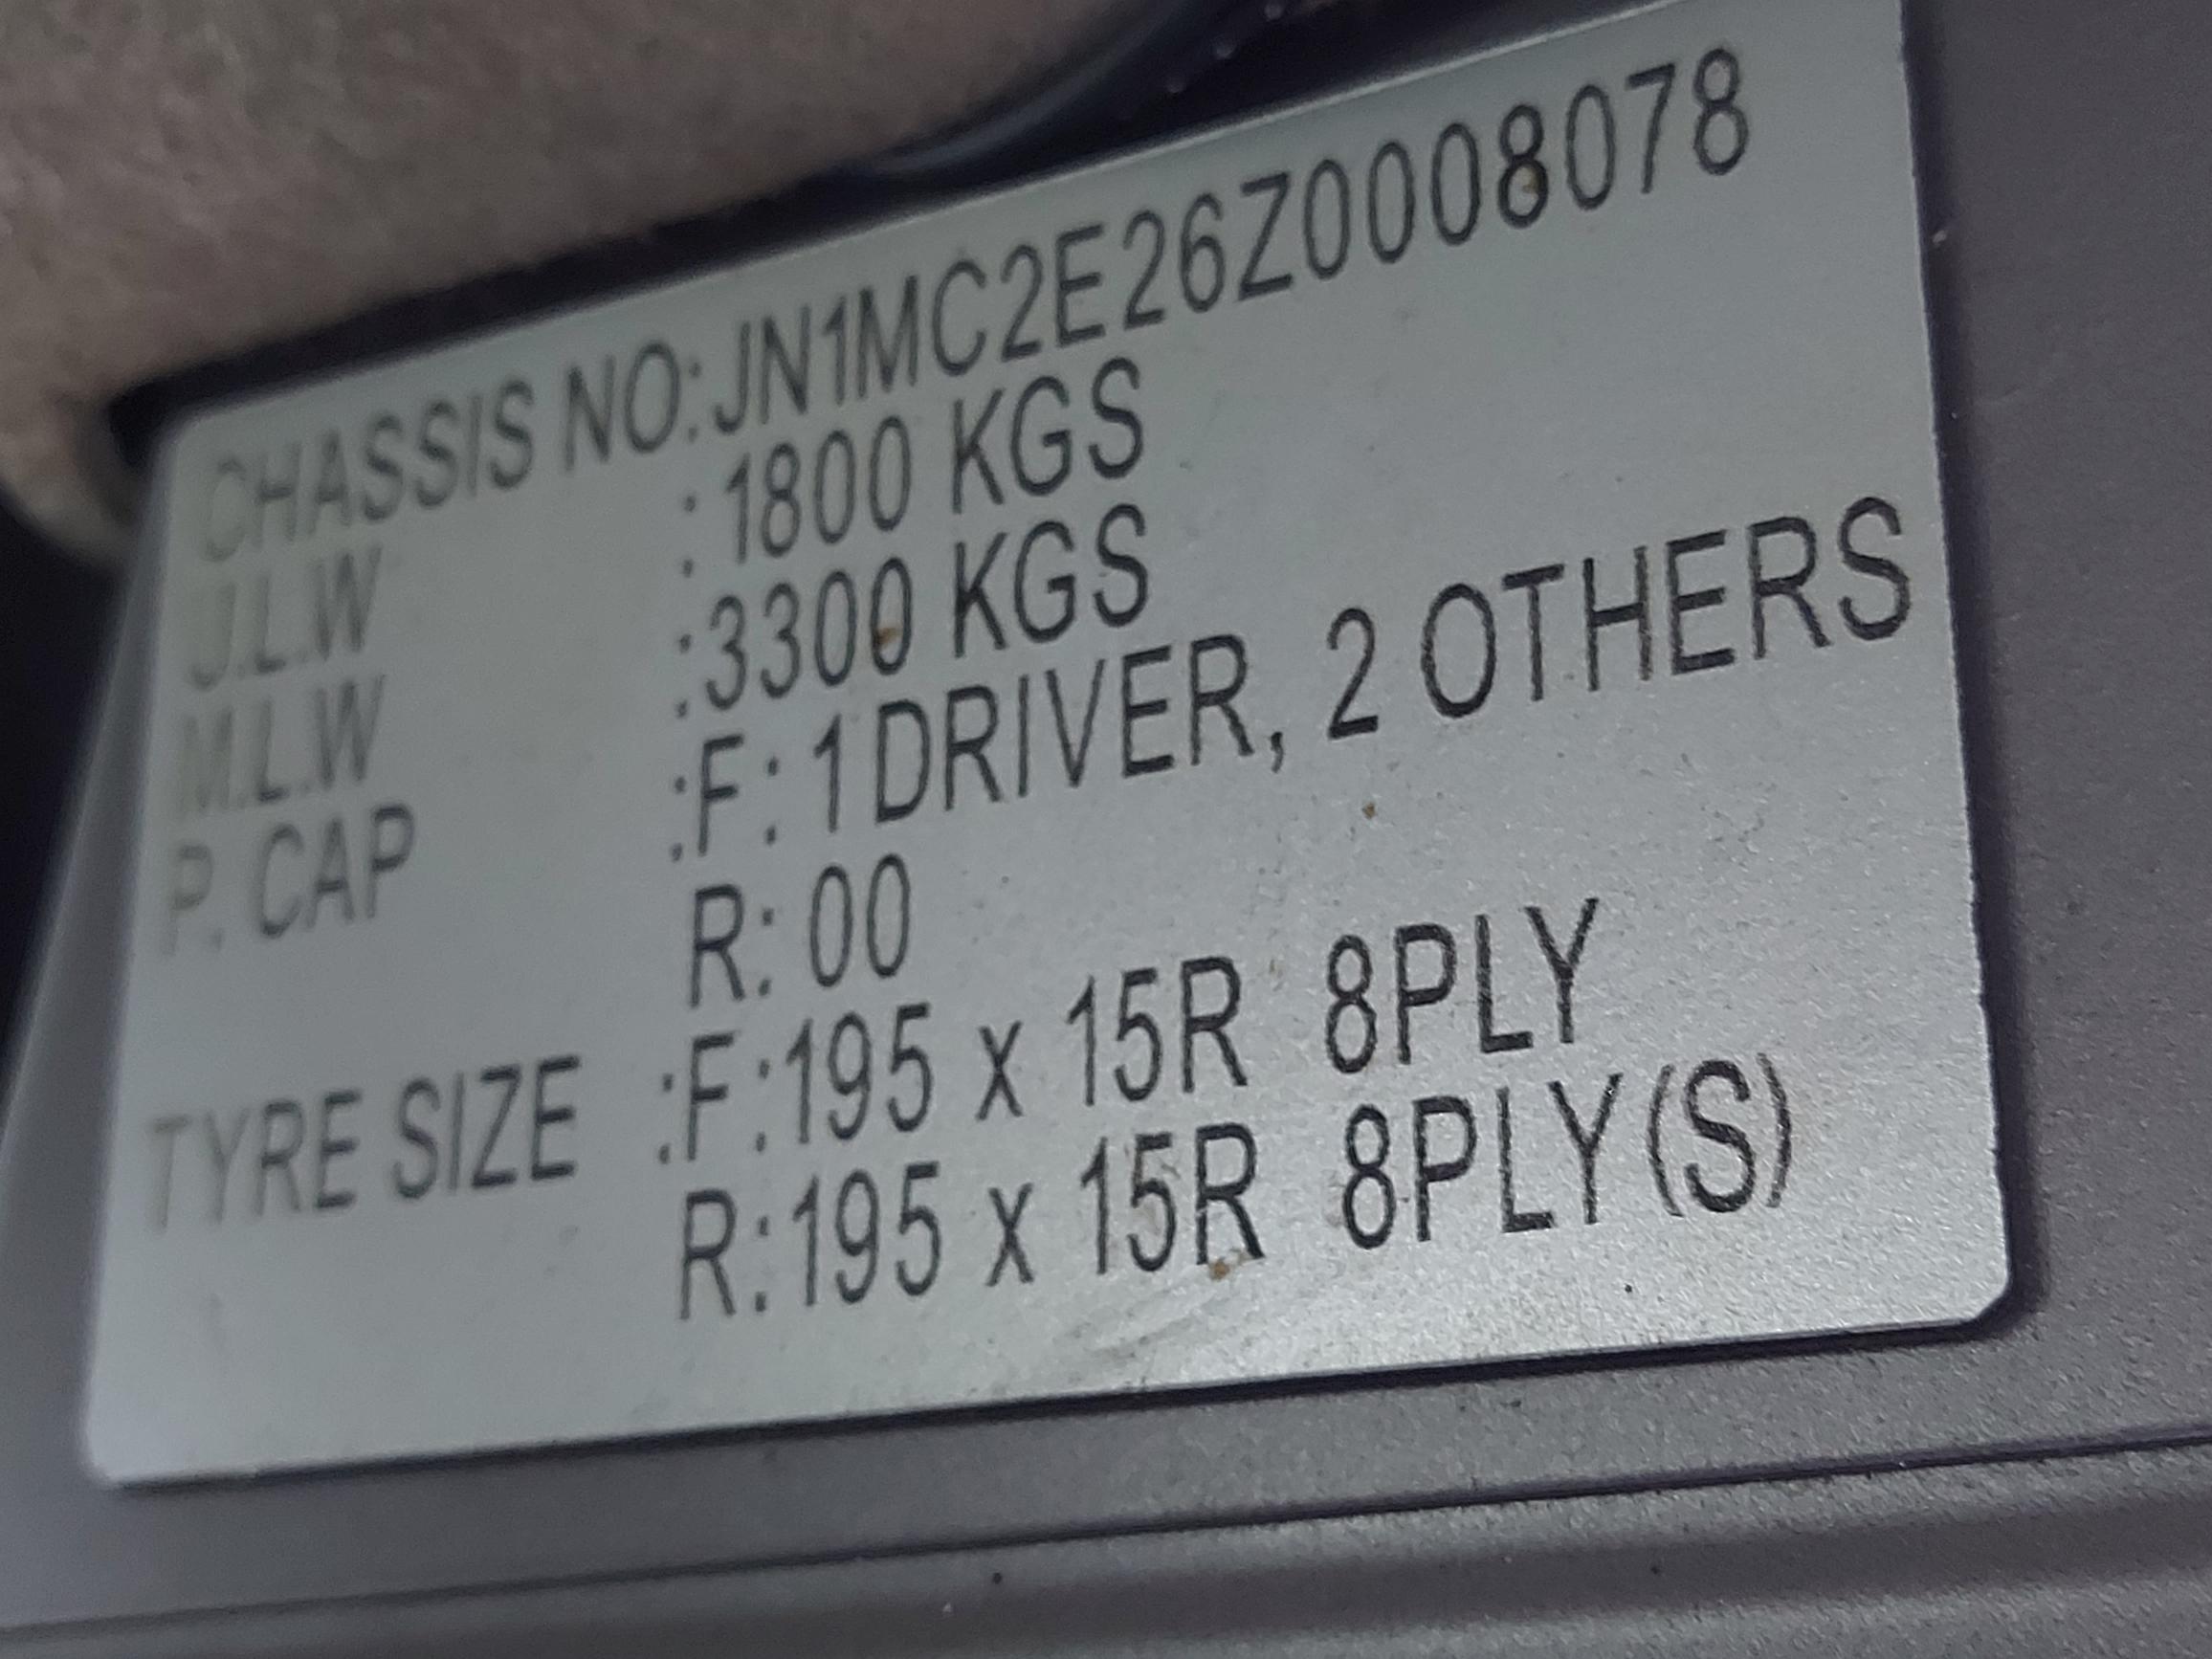 CHASSIS NO:JN1MC2E26Z0008078
J.L.W : 1800 KGS
M.L.W :3300 KGS
P. CAP :F: 1 DRIVER, 2 OTHERS
R: 00
TYRE SIZE :F:195 x 15R 8PLY
R:195 x 15R 8PLY(S)